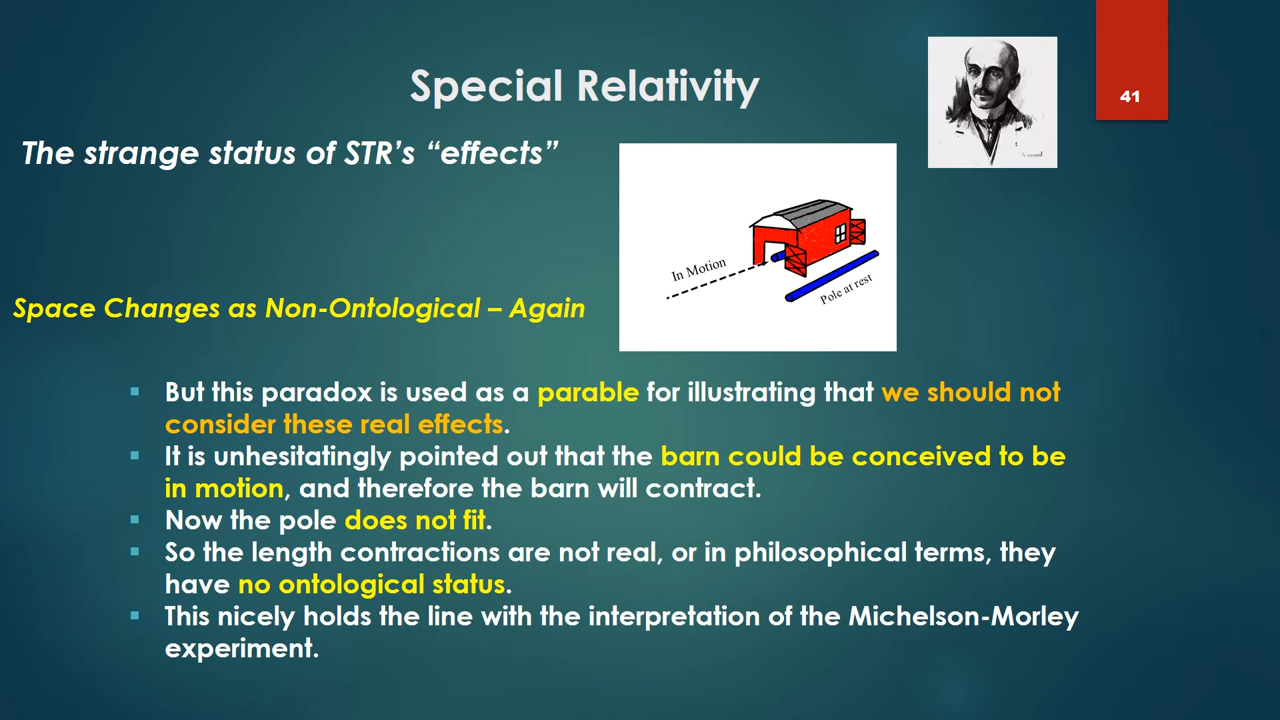 Special Relativity
41
The strange status of STR's “effects”
In Motion
Pole at rest
Space Changes as Non-Ontological – Again
▪ But this paradox is used as a parable for illustrating that we should not
consider these real effects.
▪ It is unhesitatingly pointed out that the barn could be conceived to be
in motion, and therefore the barn will contract.
▪ Now the pole does not fit.
▪ So the length contractions are not real, or in philosophical terms, they
have no ontological status.
▪ This nicely holds the line with the interpretation of the Michelson-Morley
experiment.